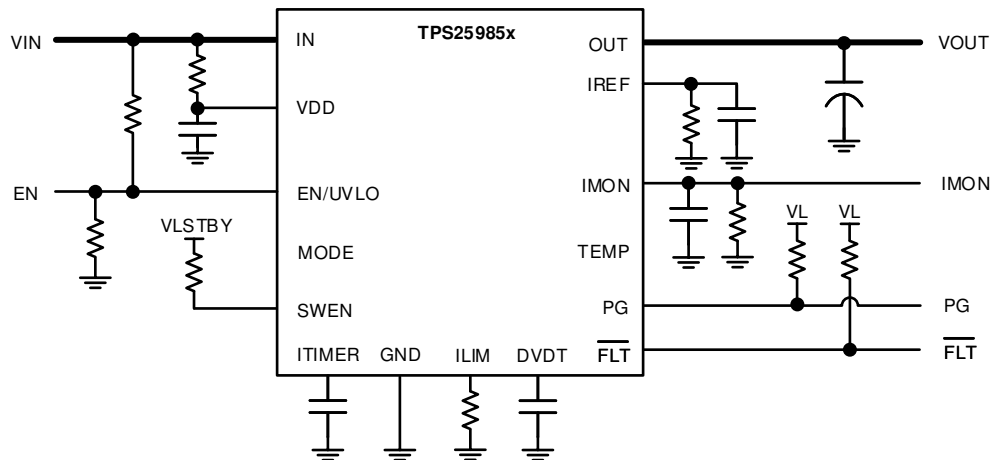 TPS25985x
VIN
IN
OUT
VOUT
IREF
VDD
EN
EN/UVLO
IMON
IMON
VLSTBY
VL
VL
MODE
TEMP
SWEN
PG
PG
ITIMER
GND
ILIM
DVDT
FLT
FLT